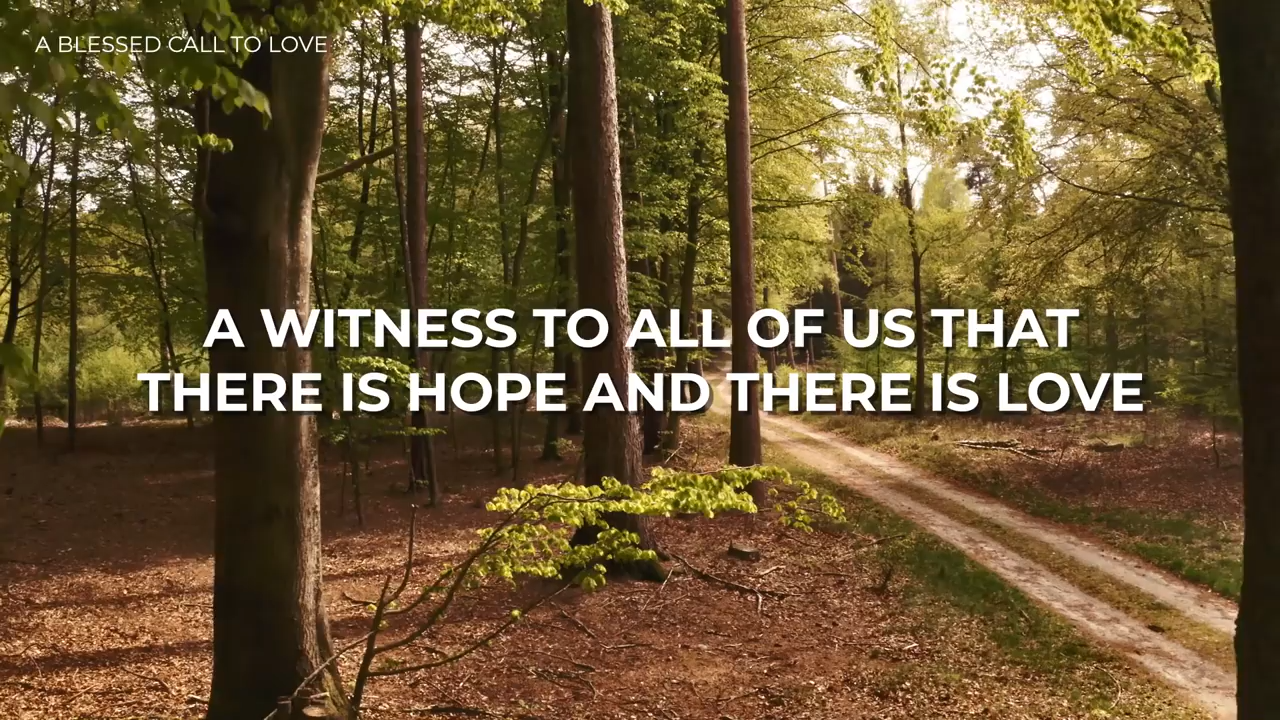 A BLESSED CALL TO LOVE
A WITNESS TO ALL OF US THAT
THERE IS HOPE AND THERE IS LOVE